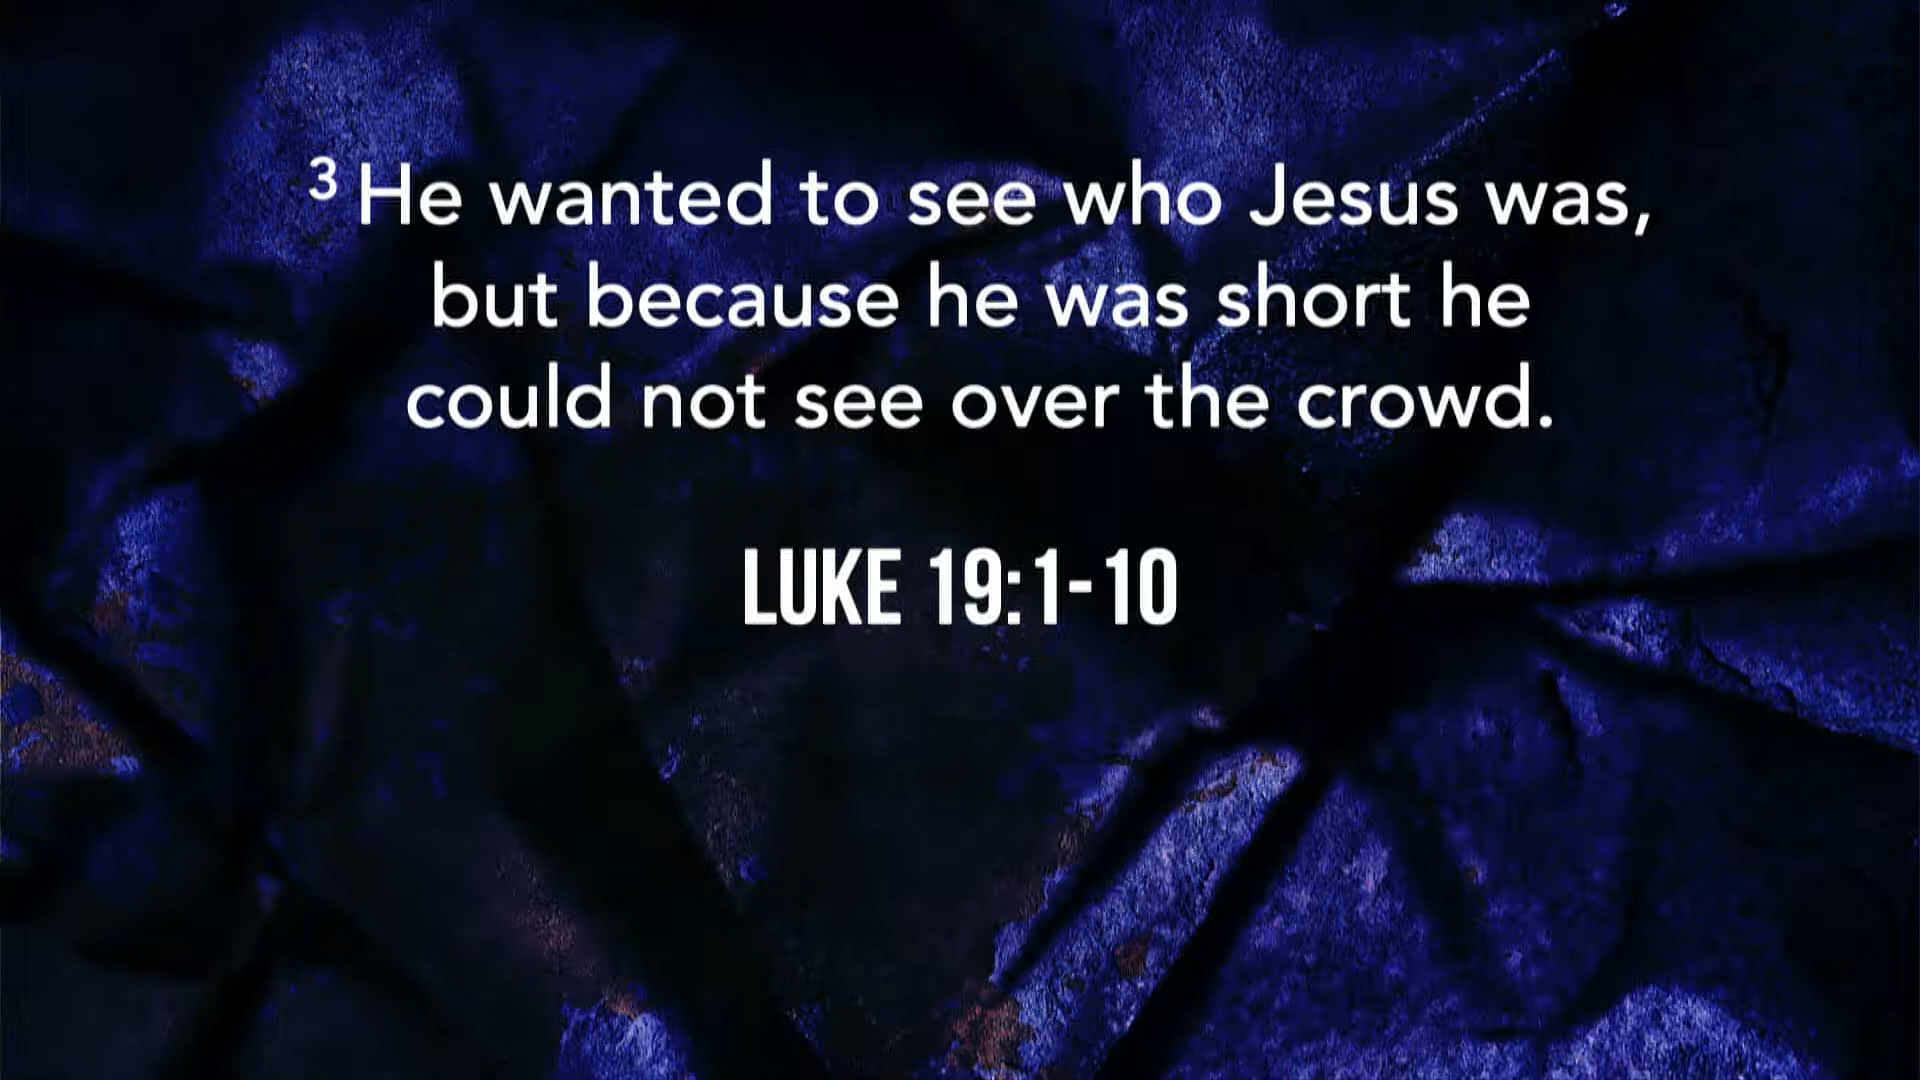 3 He wanted to see who Jesus was,
but because he was short he
could not see over the crowd.
LUKE 19:1-10